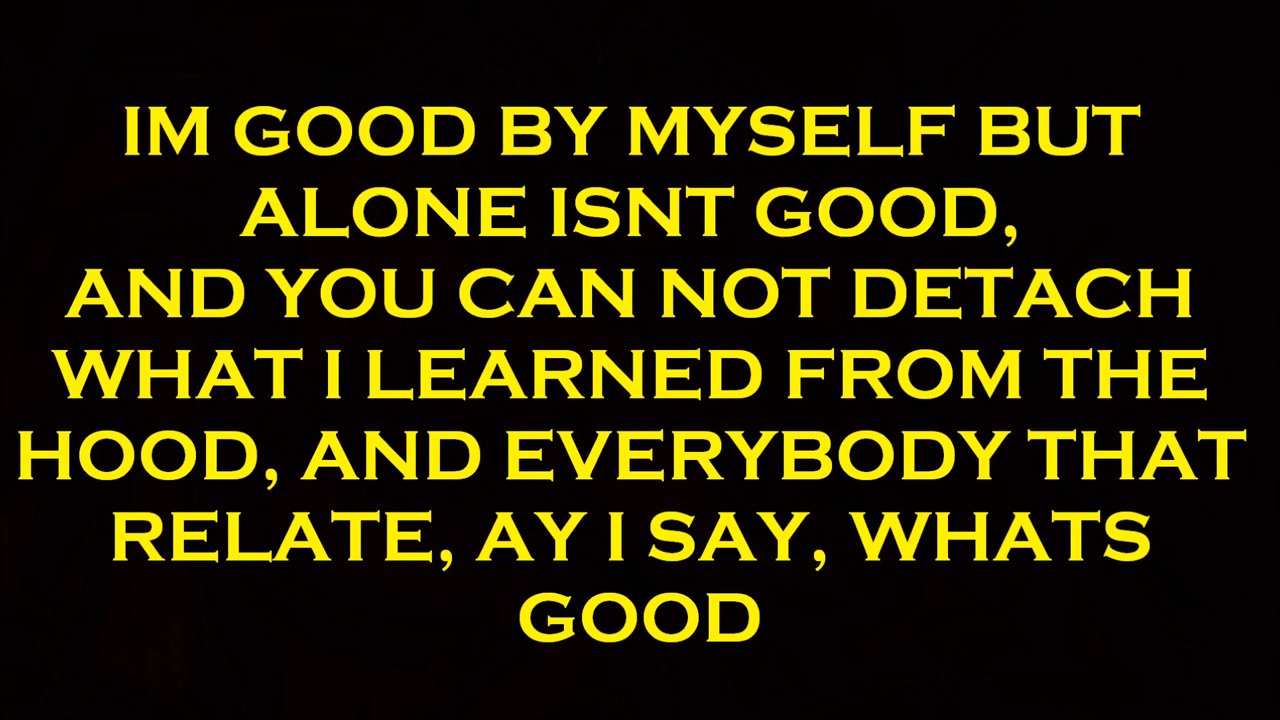 IM GOOD BY MYSELF BUT
ALONE ISNT GOOD,
AND YOU CAN NOT DETACH
WHAT I LEARNED FROM THE
HOOD, AND EVERYBODY THAT
RELATE, AY I SAY, WHATS
GOOD